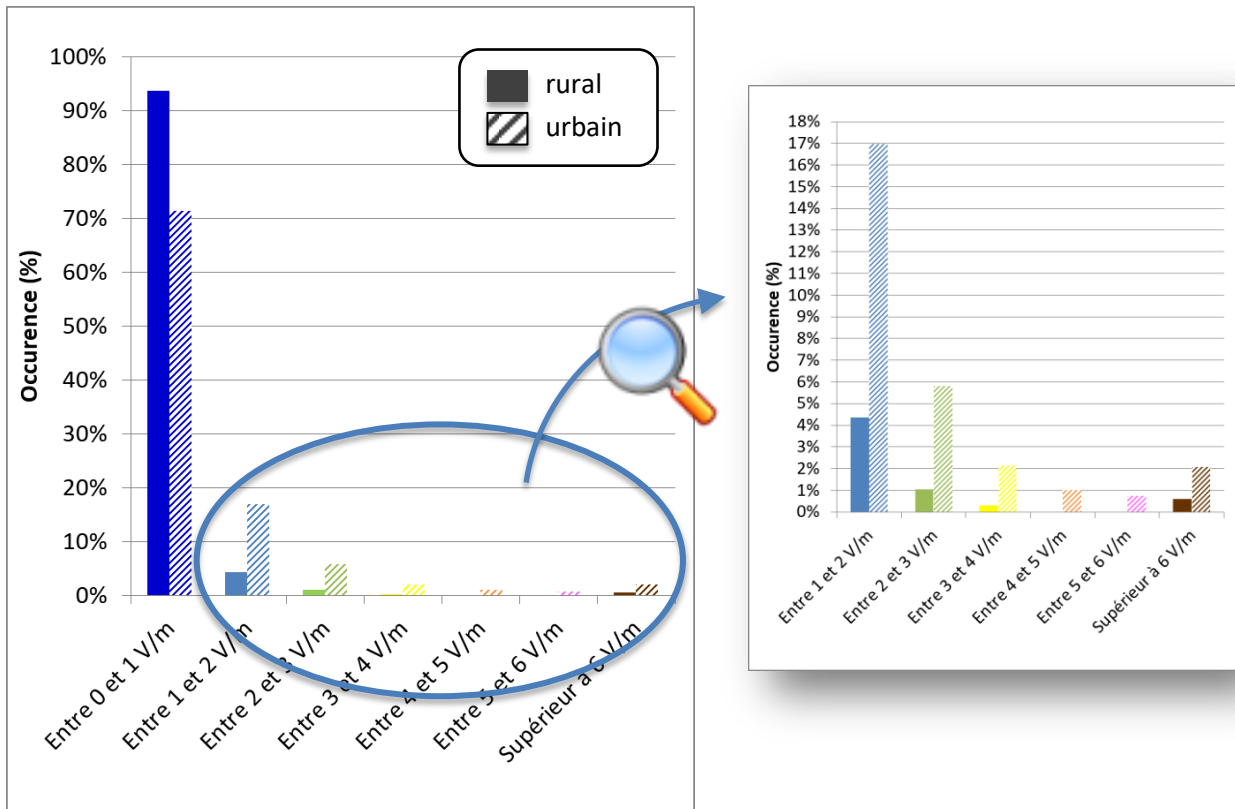 100%
90%
80%
70%
60%
50%
40%
30%
20%
10%
0%
Occurence (%)
rural
urbain
Entre 0 et 1 V/m
Entre 1 et 2 V/m
Entre 2 et 3 V/m
Entre 3 et 4 V/m
Entre 4 et 5 V/m
Entre 5 et 6 V/m
Supérieur à 6 V/m
18%
17%
16%
15%
14%
13%
12%
11%
10%
9%
8%
7%
6%
5%
4%
3%
2%
1%
0%
Occurence (%)
Entre 1 et 2 V/m
Entre 2 et 3 V/m
Entre 3 et 4 V/m
Entre 4 et 5 V/m
Entre 5 et 6 V/m
Supérieur à 6 V/m